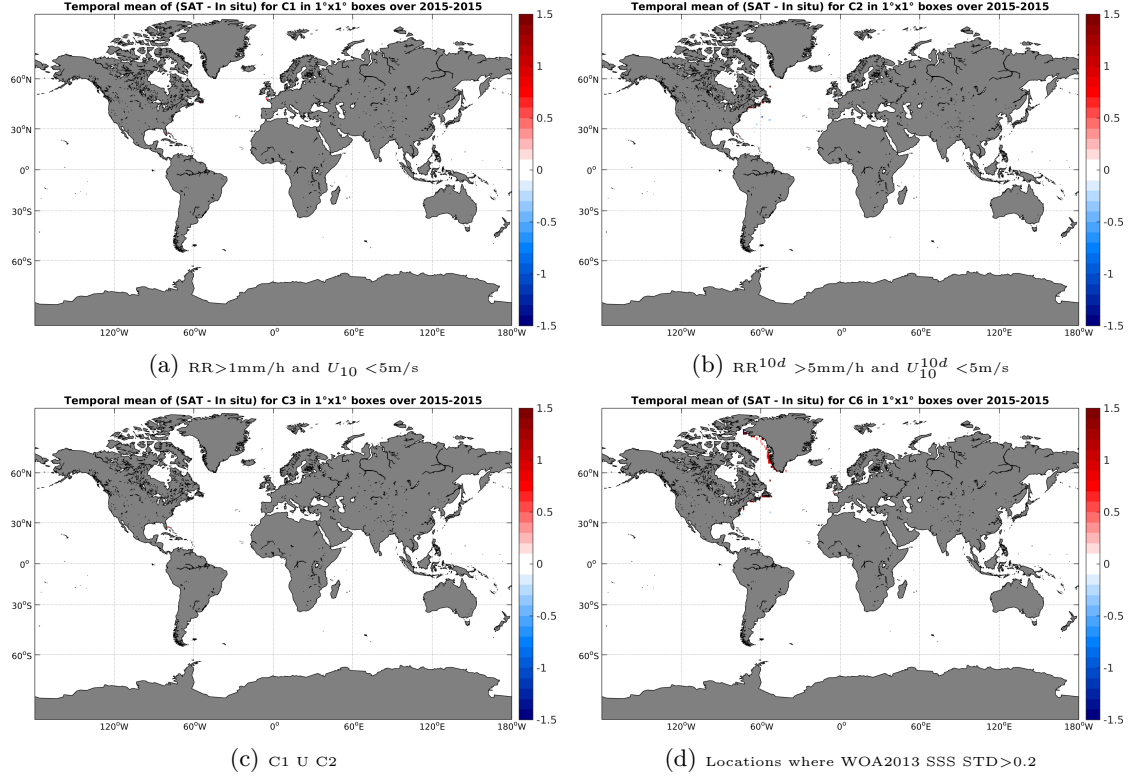 Temporal mean of (SAT - In situ) for C1 in 1°x1° boxes over 2015-2015
1.5
1
0.5
0
-0.5
-1
-1.5
60°N
30°N
0°
30°S
60°S
120°W
60°W
0°
60°E
120°E
180°W
(a) RR>1mm/h and U10 <5m/s
Temporal mean of (SAT - In situ) for C2 in 1°x1° boxes over 2015-2015
1.5
1
0.5
0
-0.5
-1
-1.5
60°N
30°N
0°
30°S
60°S
120°W
60°W
0°
60°E
120°E
180°W
(b) RR10d >5mm/h and U10d10 <5m/s
Temporal mean of (SAT - In situ) for C3 in 1°x1° boxes over 2015-2015
1.5
1
0.5
0
-0.5
-1
-1.5
60°N
30°N
0°
30°S
60°S
120°W
60°W
0°
60°E
120°E
180°W
(c) C1 U C2
Temporal mean of (SAT - In situ) for C6 in 1°x1° boxes over 2015-2015
1.5
1
0.5
0
-0.5
-1
-1.5
60°N
30°N
0°
30°S
60°S
120°W
60°W
0°
60°E
120°E
180°W
(d) Locations where WOA2013 SSS STD>0.2